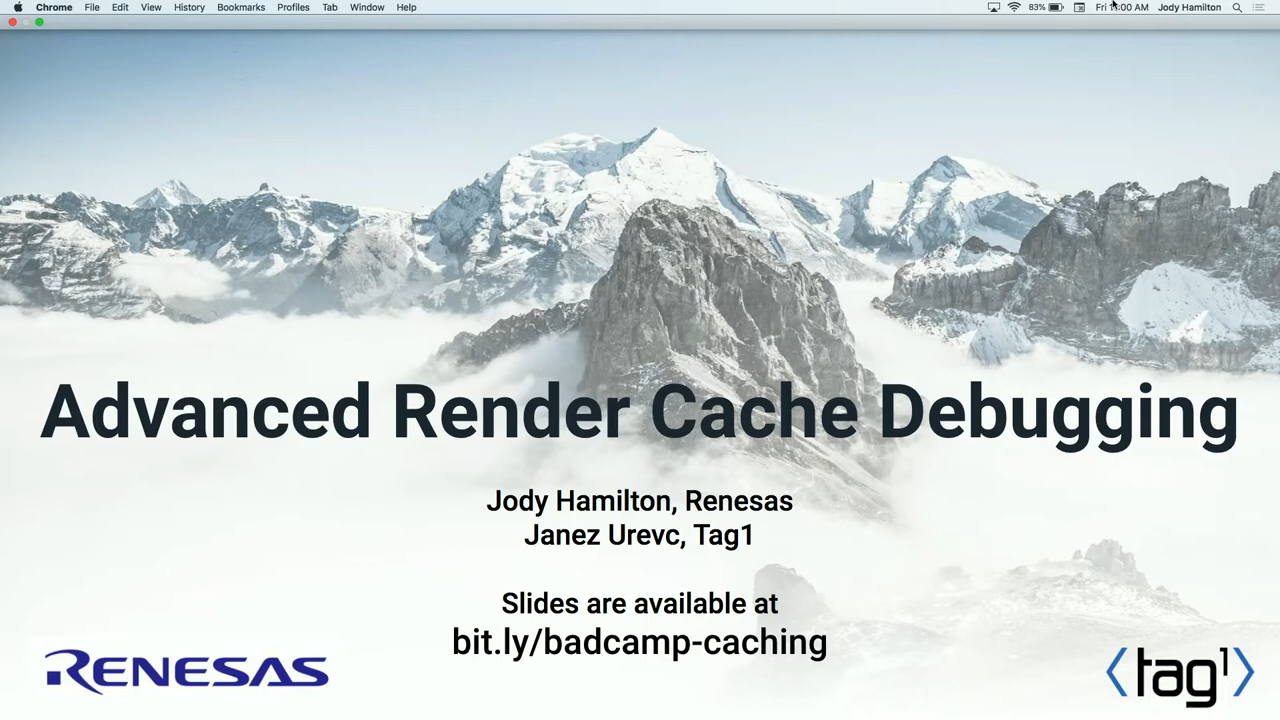 Chrome File Edit View History Bookmarks Profiles Tab Window Help 83% Jody Hamilton
Advanced Render Cache Debugging
Jody Hamilton, Renesas
Janez Urevc, Tag1
Slides are available at
bit.ly/badcamp-caching
RENESAS
tag1